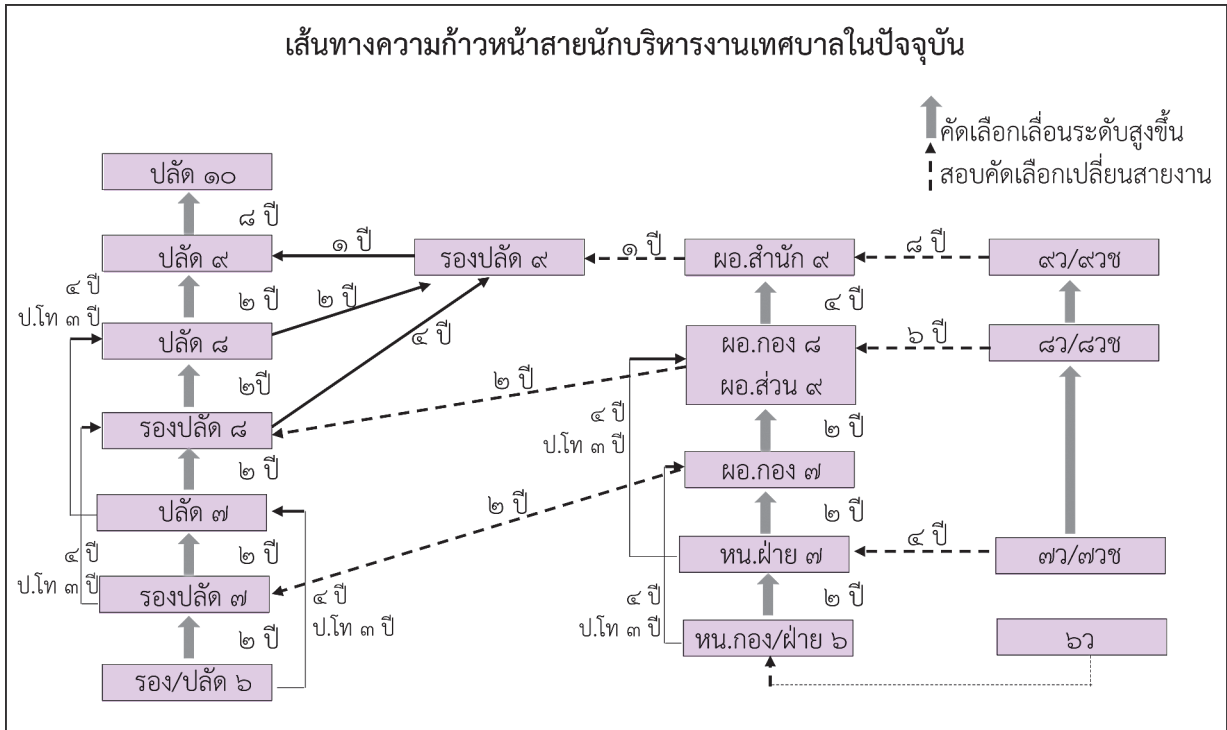 เส้นทางความก้าวหน้าสายนักบริหารงานเทศบาลในปัจจุบัน
คัดเลือกเลื่อนระดับสูงขึ้น
สอบคัดเลือกเปลี่ยนสายงาน
ปลัด ๑๐
๘ ปี
ปลัด ๙
๑ ปี
รองปลัด ๙
๑ ปี
ผอ.สำนัก ๙
๘ ปี
๙ว/๙วช
๔ ปี
ป.โท ๓ ปี
๒ ปี
๒ ปี
๔ ปี
๔ ปี
ปลัด ๘
ผอ.กอง ๘
ผอ.ส่วน ๙
๖ ปี
๘ว/๘วช
๒ปี
๒ ปี
รองปลัด ๘
๔ ปี
ป.โท ๓ ปี
๒ ปี
๒ ปี
ผอ.กอง ๗
ปลัด ๗
๒ ปี
๒ ปี
๔ ปี
ป.โท ๓ ปี
๒ ปี
หน.ฝ่าย ๗
๔ ปี
๗ว/๗วช
รองปลัด ๗
๔ ปี
ป.โท ๓ ปี
๔ ปี
ป.โท ๓ ปี
๒ ปี
๒ ปี
หน.กอง/ฝ่าย ๖
๖ว
รอง/ปลัด ๖